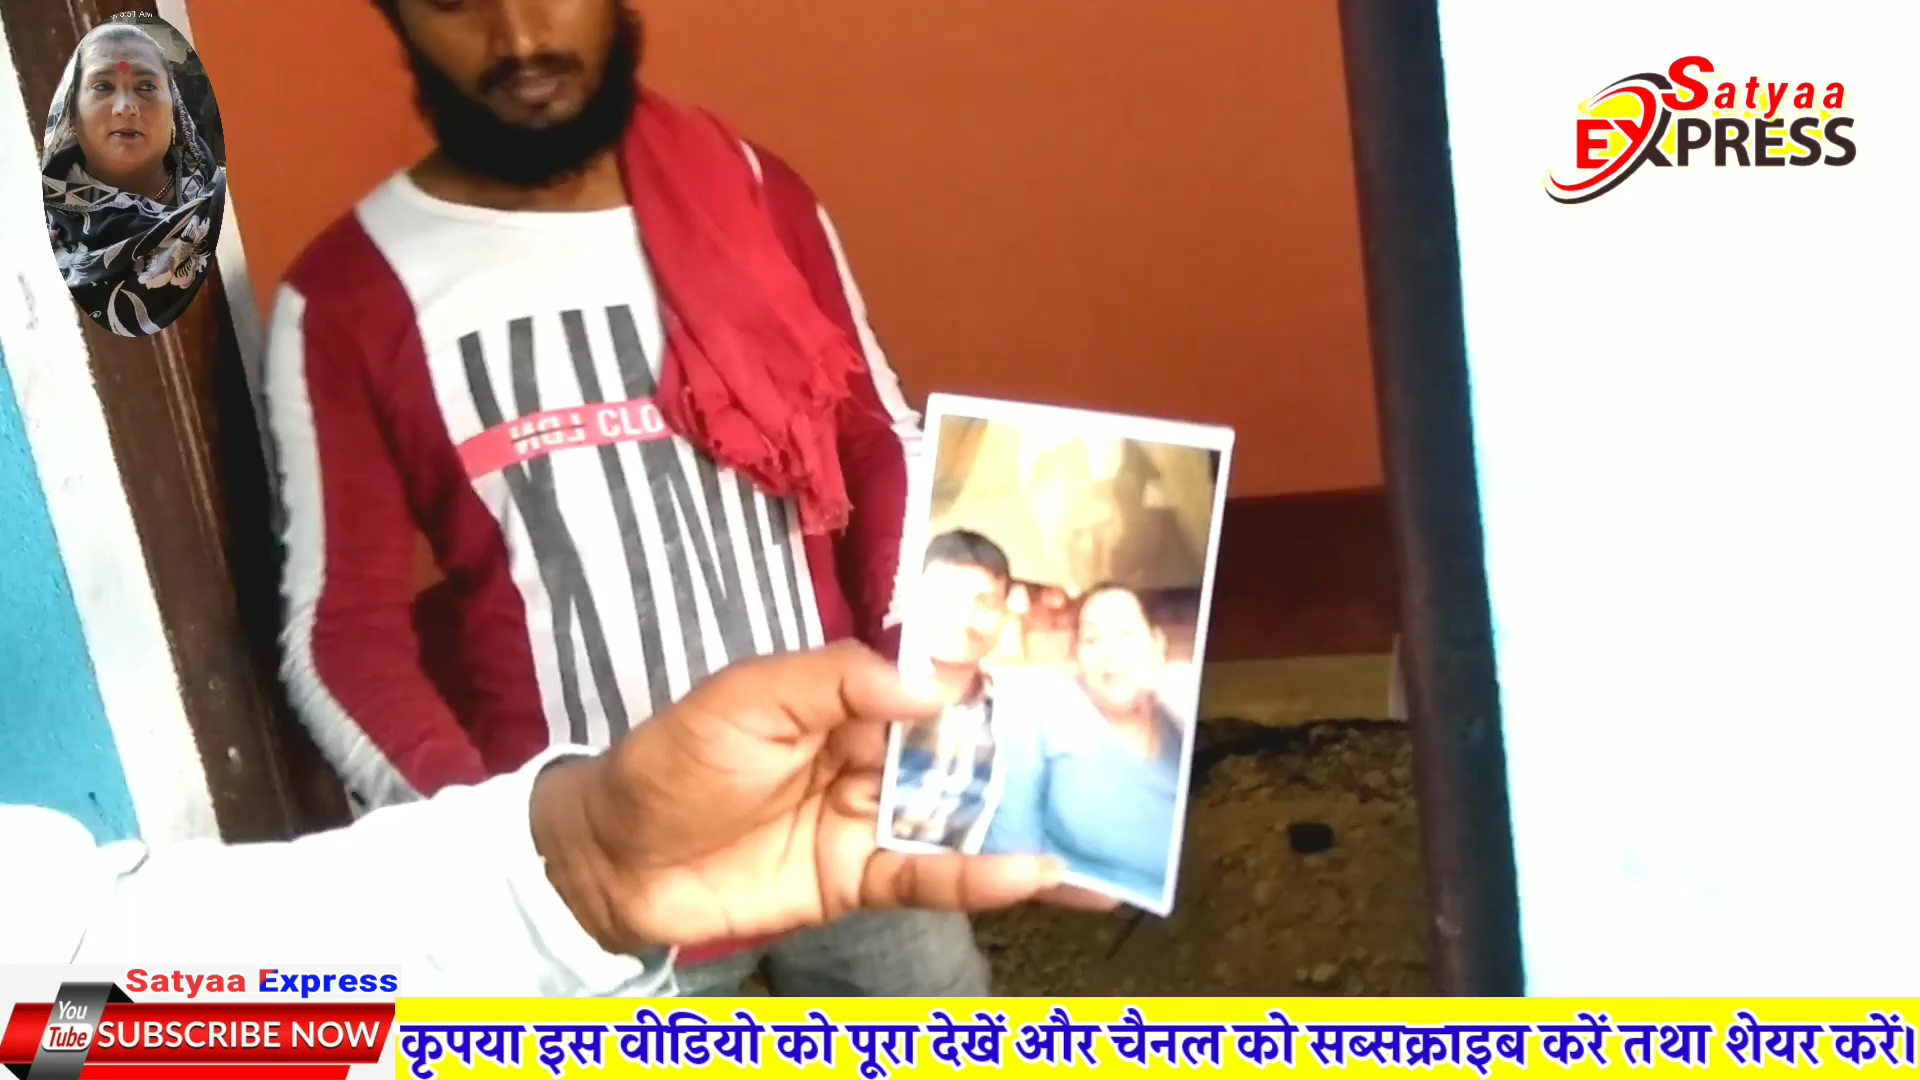 Satyaa
EXPRESS
CLO
Satyaa Express
You
Tube
SUBSCRIBE NOW
कृपया इस वीडियो को पूरा देखें और चैनल को सब्सक्राइब करें तथा शेयर करें।